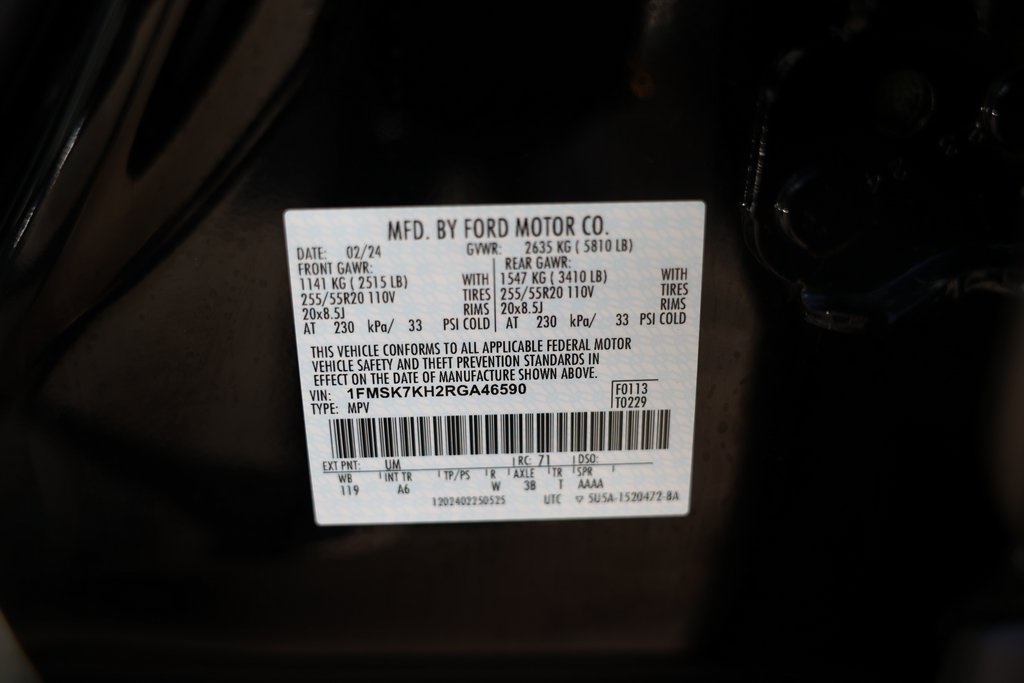 MFD. BY FORD MOTOR CO.
DATE: 02/24 GVWR: 2635 KG ( 5810 LB)
FRONT GAWR: REAR GAWR:
1141 KG ( 2515 LB) WITH 1547 KG ( 3410 LB) WITH
255/55R20 110V TIRES 255/55R20 110V TIRES
20x8.5J RIMS 20x8.5J RIMS
AT 230 kPa/ 33 PSI COLD AT 230 kPa/ 33 PSI COLD
THIS VEHICLE CONFORMS TO ALL APPLICABLE FEDERAL MOTOR
VEHICLE SAFETY AND THEFT PREVENTION STANDARDS IN
EFFECT ON THE DATE OF MANUFACTURE SHOWN ABOVE.
VIN: 1FMSK7KH2RGA46590 F0113
TYPE: MPV T0229
EXT PNT: UM RC: 71 DSO:
WB INT TR TP/PS R AXLE TR SPR
119 A6 W 3B T AAAA
1202402250525 UTC ▽ 5U5A-1520472-BA